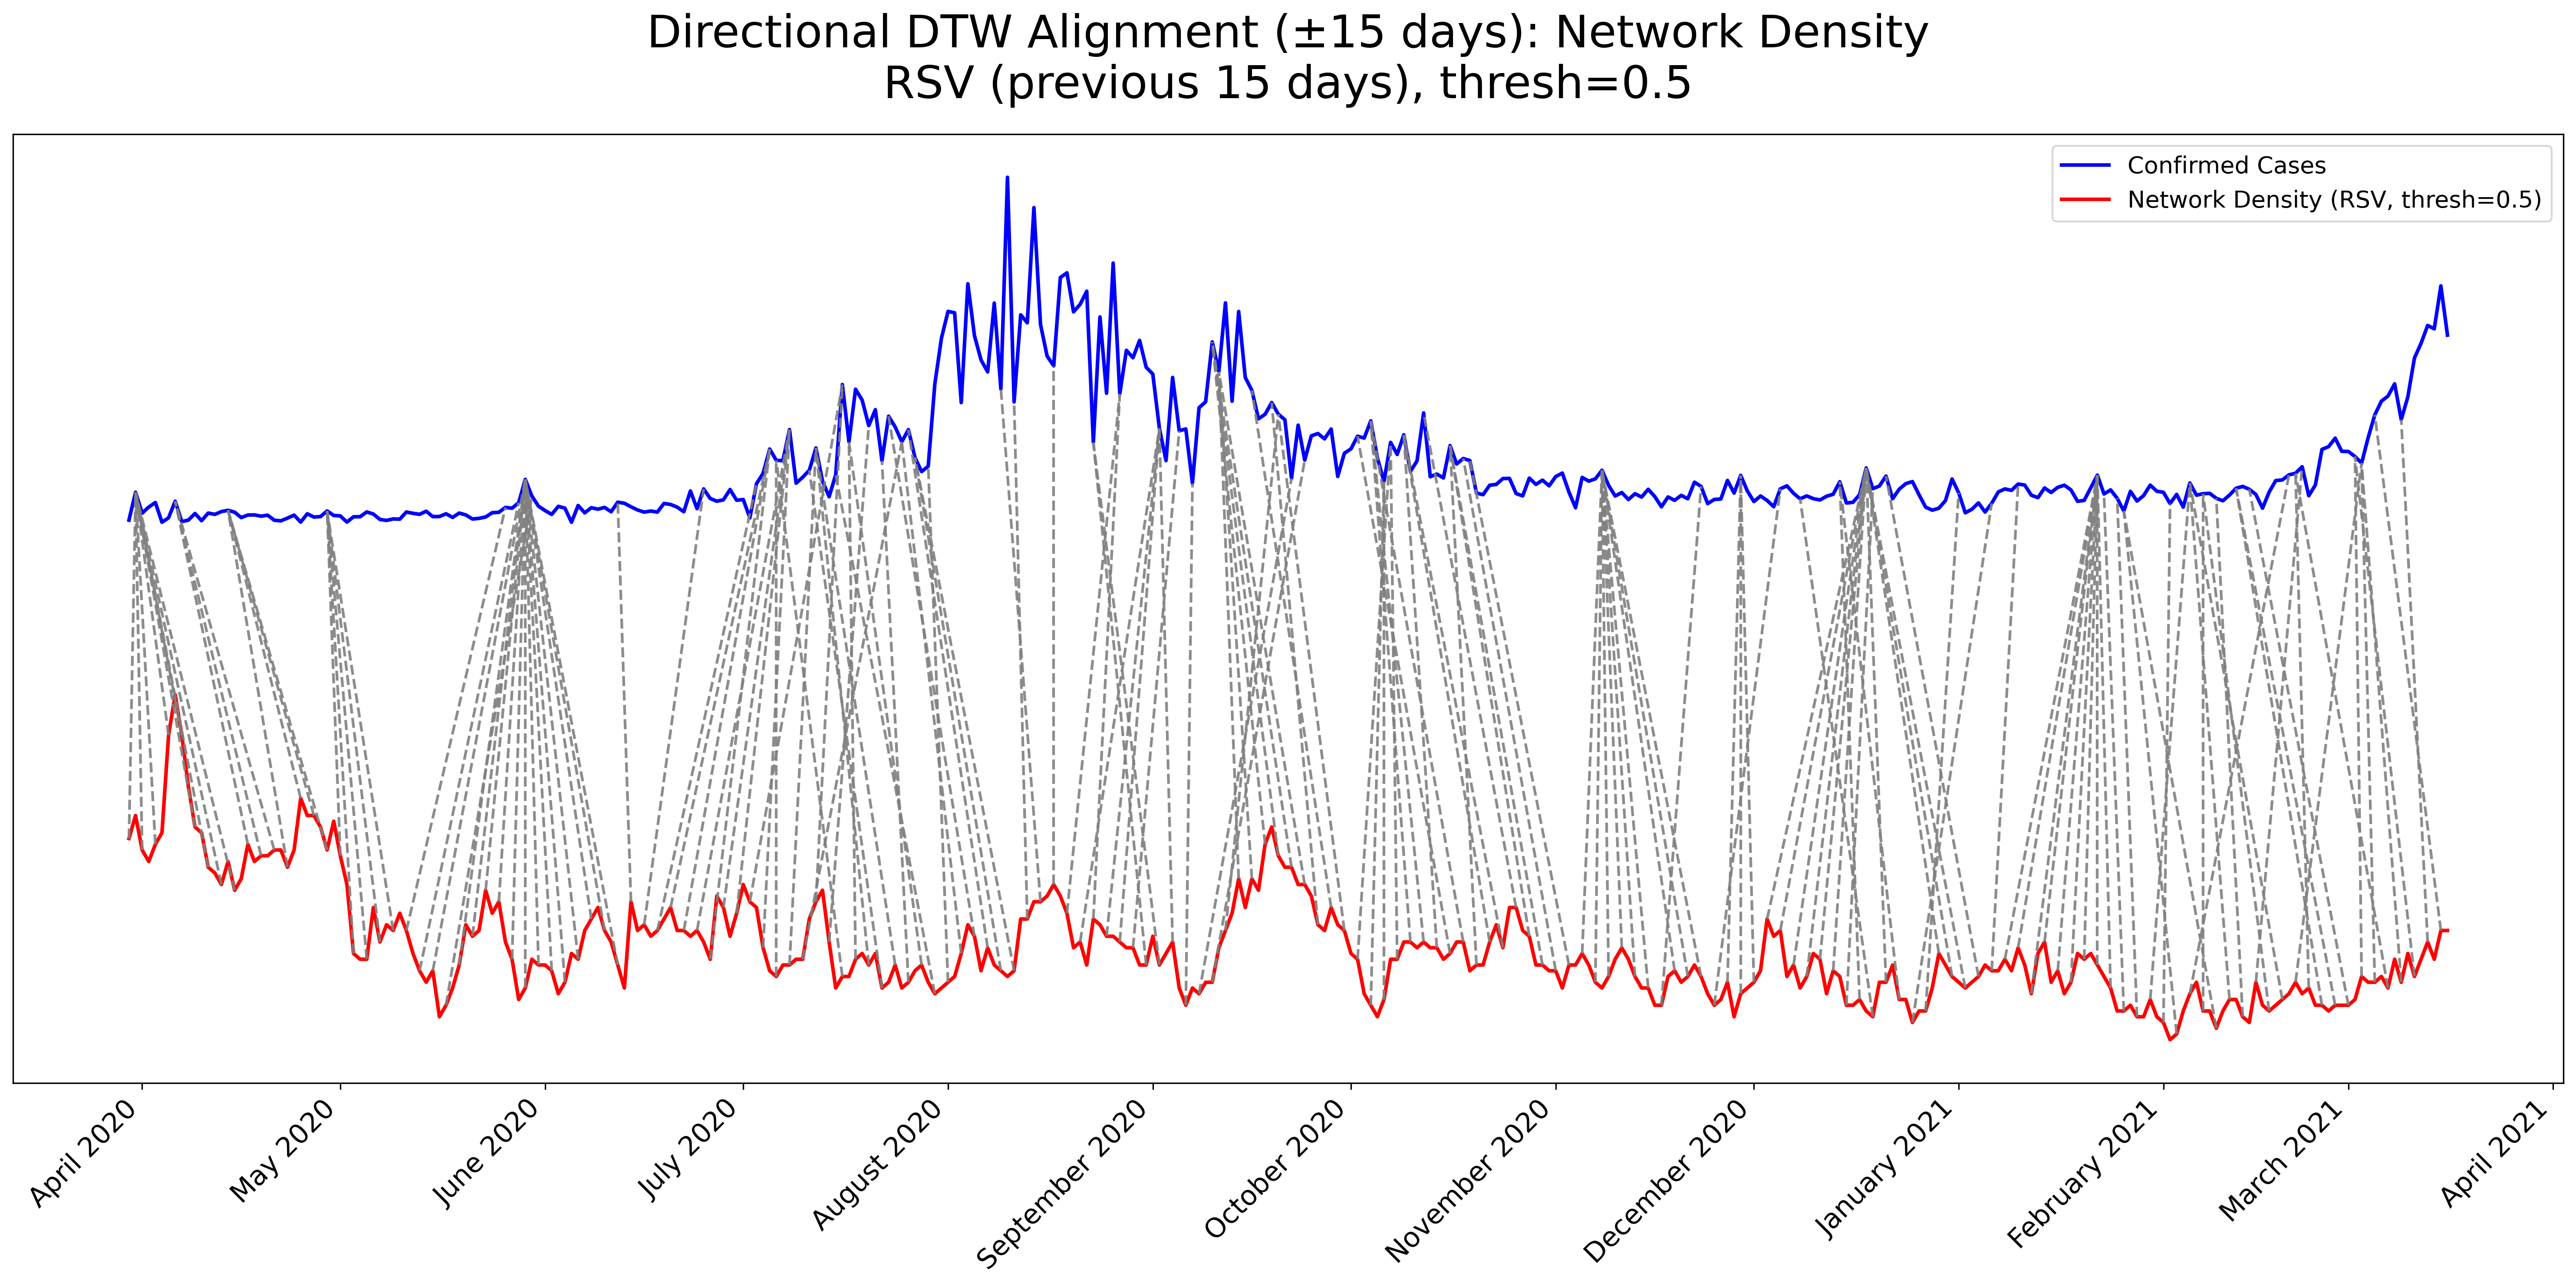 Directional DTW Alignment (±15 days): Network Density
RSV (previous 15 days), thresh=0.5
Confirmed Cases
Network Density (RSV, thresh=0.5)
April 2020
May 2020
June 2020
July 2020
August 2020
September 2020
October 2020
November 2020
December 2020
January 2021
February 2021
March 2021
April 2021